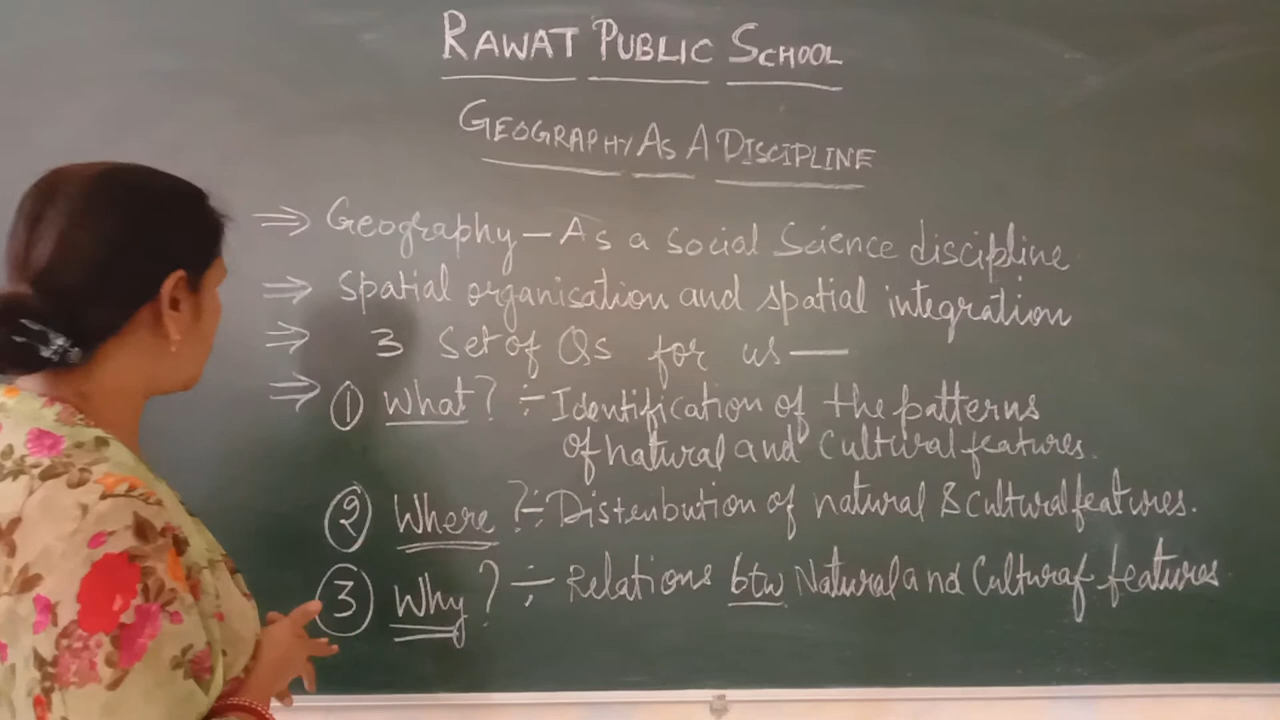 RAWAT PUBLIC SCHOOL
GEOGRAPHY AS A DISCIPLINE
⇒ Geography – As a Social Science discipline
⇒ Spatial organisation and spatial integration
⇒ 3 Set of Qs for us —
⇒ ① What? ÷ Identification of the patterns
of natural and Cultural features.
② Where ? ÷ Distenbution of natural & Cultural features.
③ Why ? ÷ Relations btw Natural and Cultural features